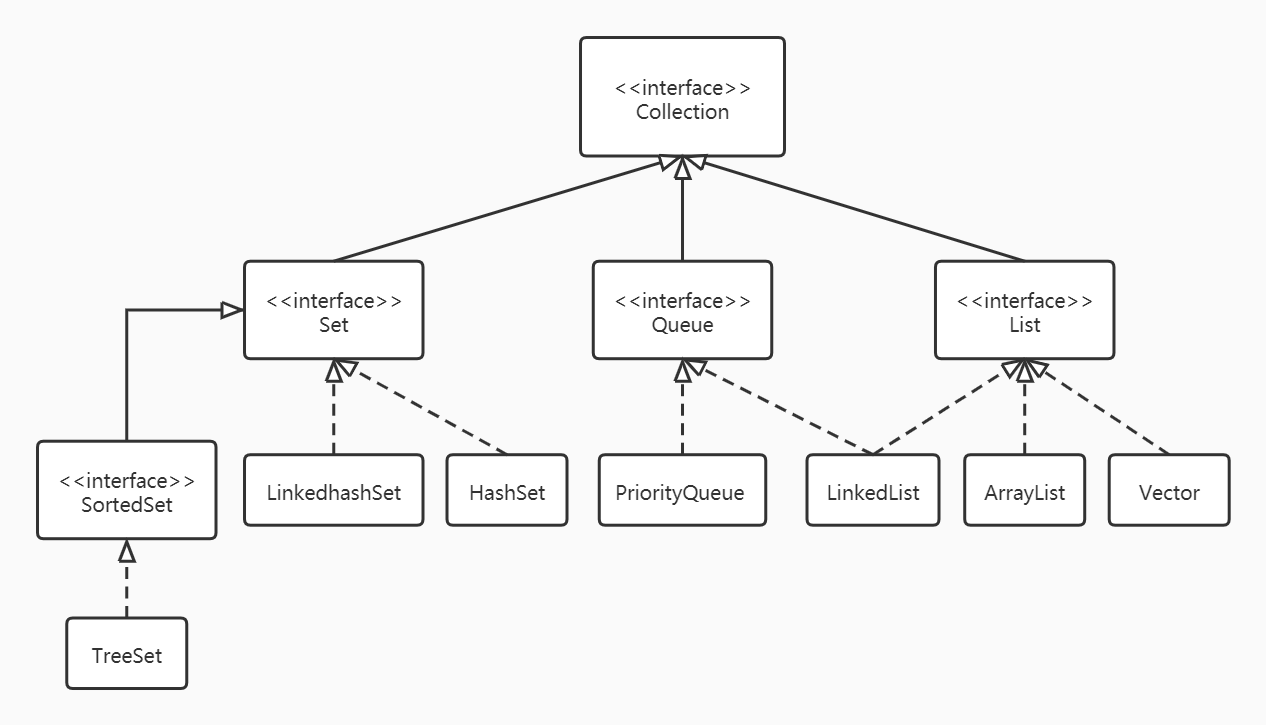 <<interface>>
Collection
<<interface>>
Set
<<interface>>
Queue
<<interface>>
List
<<interface>>
SortedSet
LinkedhashSet
HashSet
PriorityQueue
LinkedList
ArrayList
Vector
TreeSet